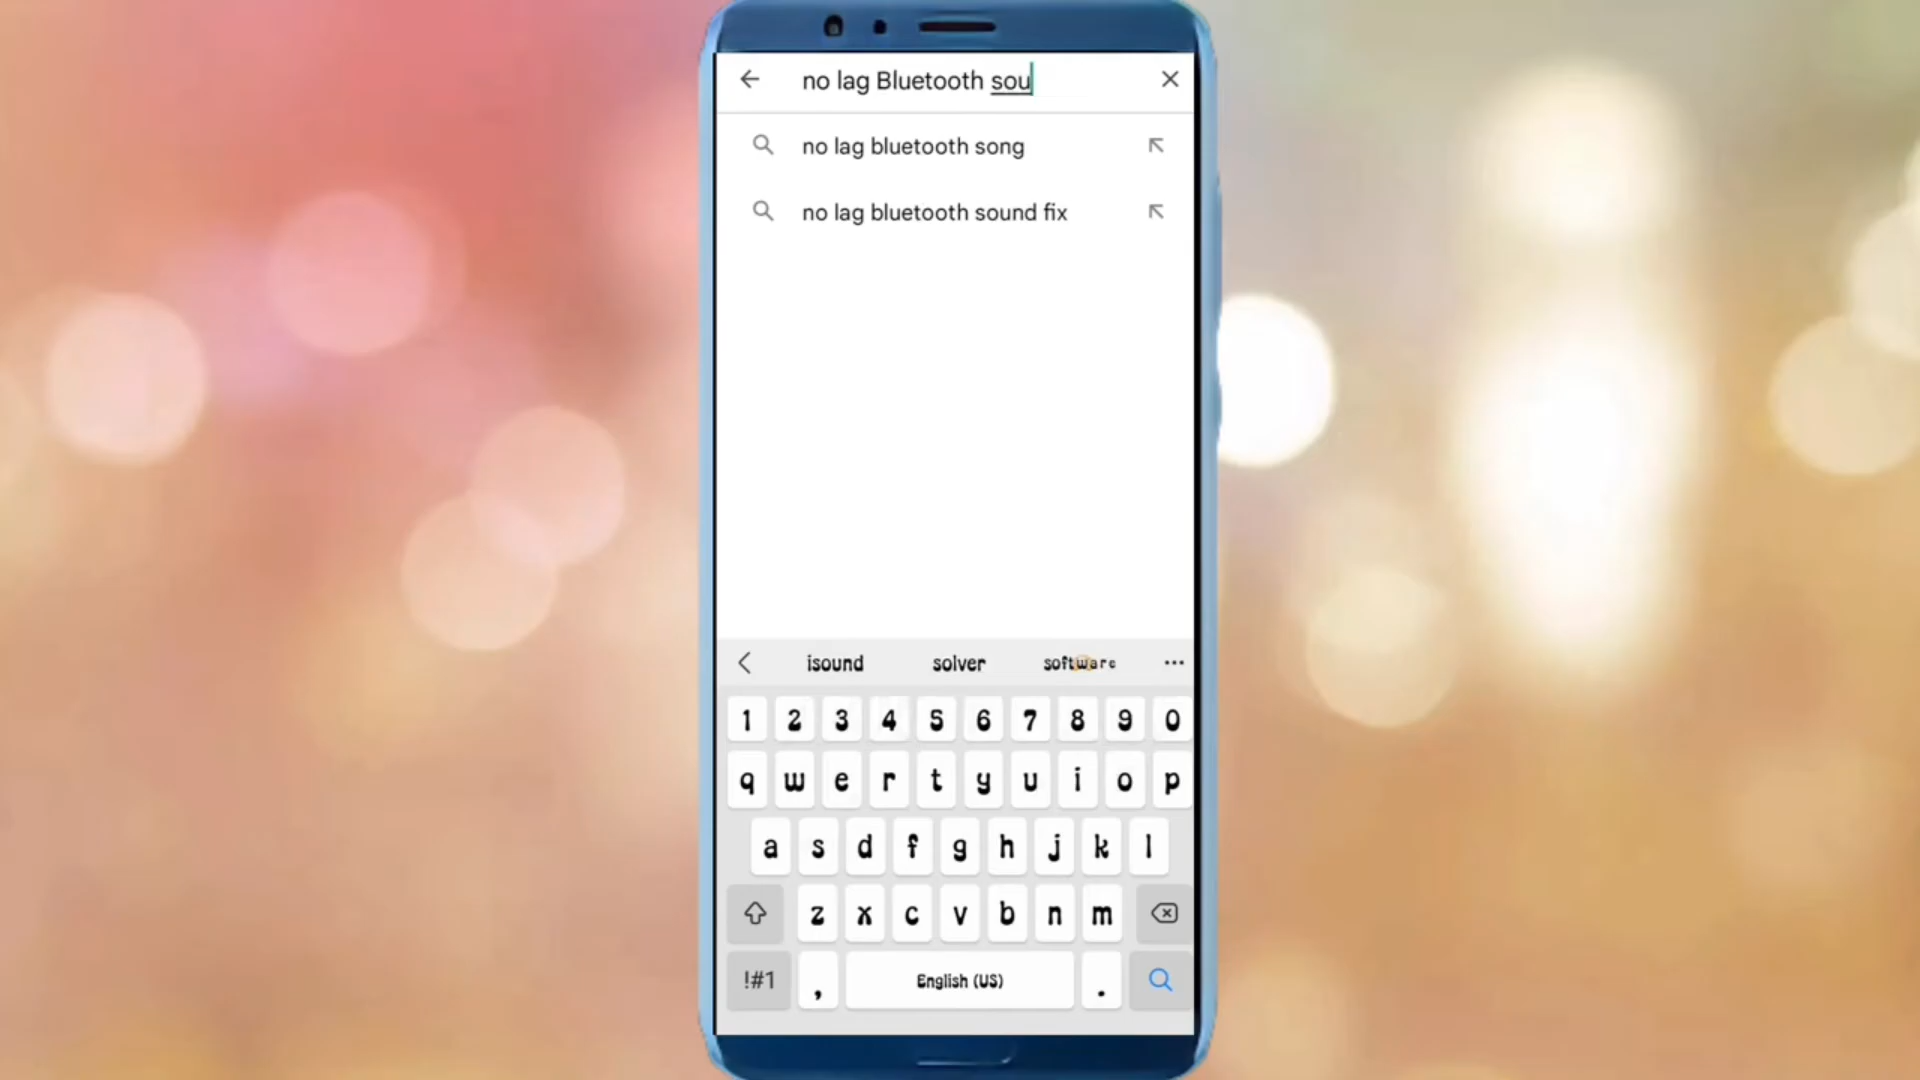 no lag Bluetooth sou
no lag bluetooth song
no lag bluetooth sound fix
isound solver software ...
1 2 3 4 5 6 7 8 9 0
q w e r t y u i o p
a s d f g h j k l
z x c v b n m
!#1 , English (US) .